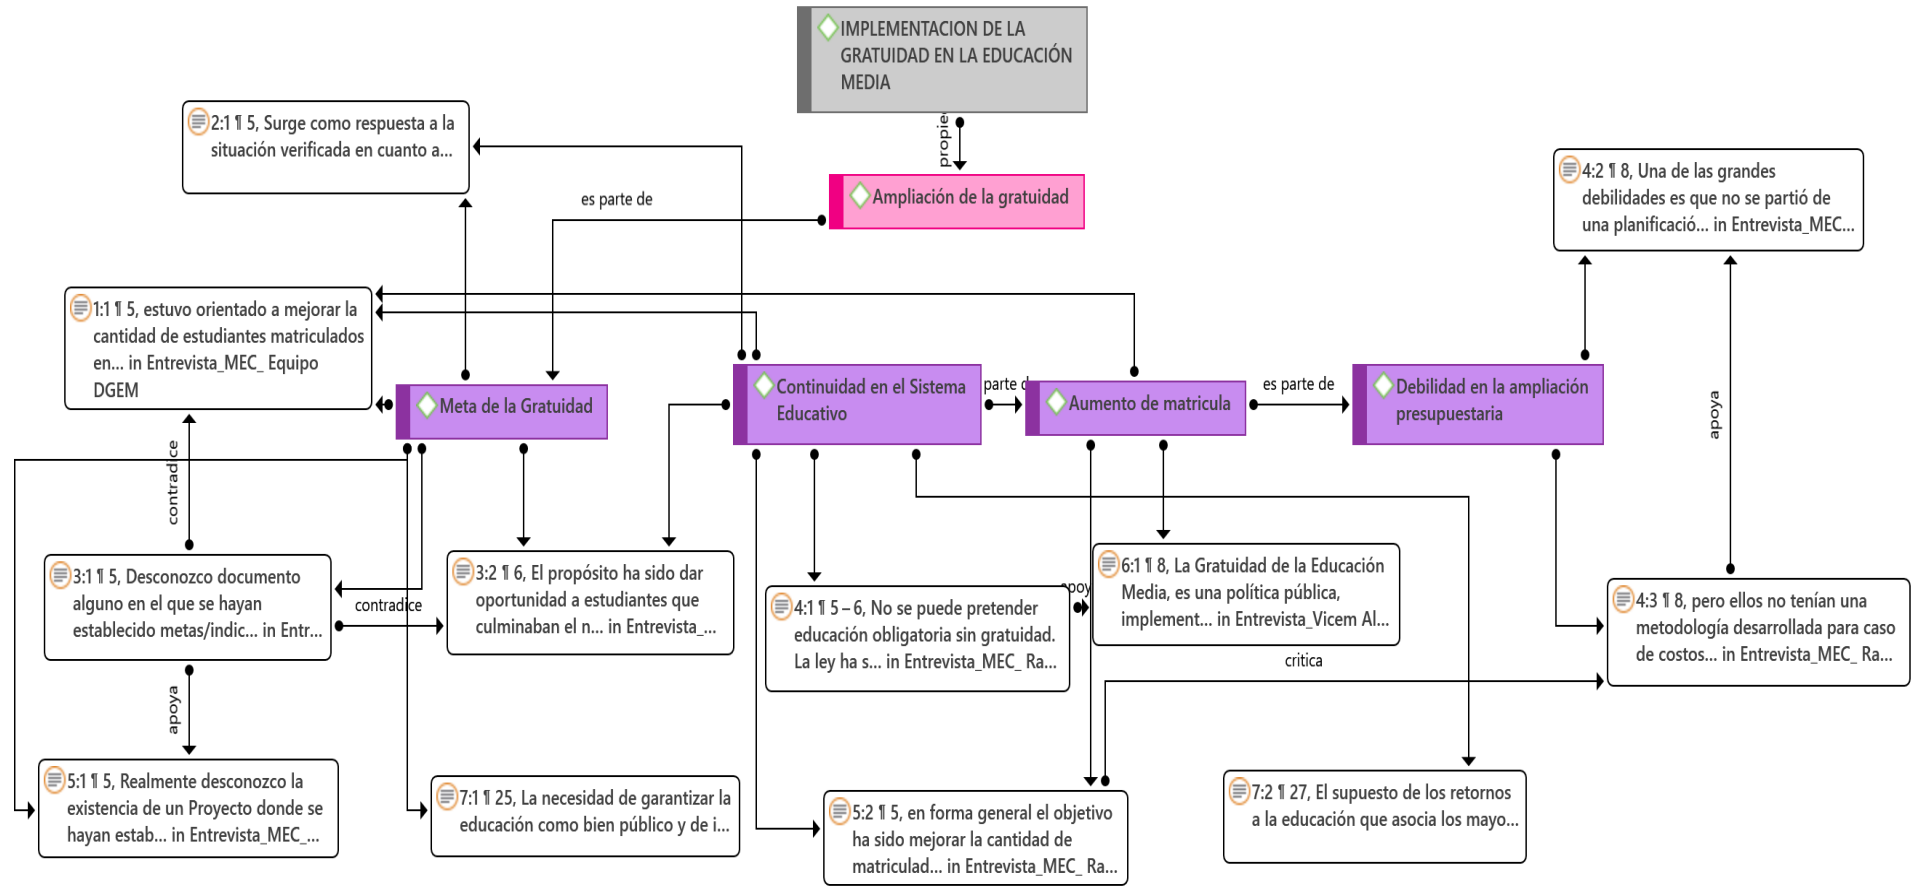 IMPLEMENTACION DE LA
GRATUIDAD EN LA EDUCACIÓN
MEDIA
propie
2:1 ¶ 5, Surge como respuesta a la
situación verificada en cuanto a...
es parte de
Ampliación de la gratuidad
4:2 ¶ 8, Una de las grandes
debilidades es que no se partió de
una planificació... in Entrevista_MEC...
1:1 ¶ 5, estuvo orientado a mejorar la
cantidad de estudiantes matriculados
en... in Entrevista_MEC_ Equipo
DGEM
Meta de la Gratuidad
Continuidad en el Sistema
Educativo
parte d
Aumento de matricula
es parte de
Debilidad en la ampliación
presupuestaria
apoya
contradice
3:1 ¶ 5, Desconozco documento
alguno en el que se hayan
establecido metas/indic... in Entr...
contradice
3:2 ¶ 6, El propósito ha sido dar
oportunidad a estudiantes que
culminaban el n... in Entrevista_...
4:1 ¶ 5 – 6, No se puede pretender
educación obligatoria sin gratuidad.
La ley ha s... in Entrevista_MEC_ Ra...
apoy
6:1 ¶ 8, La Gratuidad de la Educación
Media, es una política pública,
implement... in Entrevista_Vicem Al...
critica
4:3 ¶ 8, pero ellos no tenían una
metodología desarrollada para caso
de costos... in Entrevista_MEC_ Ra...
apoya
5:1 ¶ 5, Realmente desconozco la
existencia de un Proyecto donde se
hayan estab... in Entrevista_MEC_...
7:1 ¶ 25, La necesidad de garantizar la
educación como bien público y de i...
5:2 ¶ 5, en forma general el objetivo
ha sido mejorar la cantidad de
matriculad... in Entrevista_MEC_ Ra...
7:2 ¶ 27, El supuesto de los retornos
a la educación que asocia los mayo...